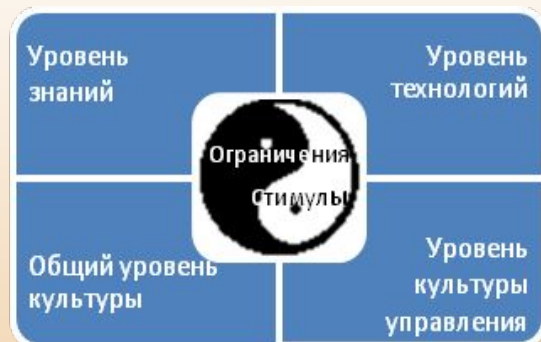 Уровень
знаний
Уровень
технологий
Ограничения
Стимулы
Общий уровень
культуры
Уровень
культуры
управления